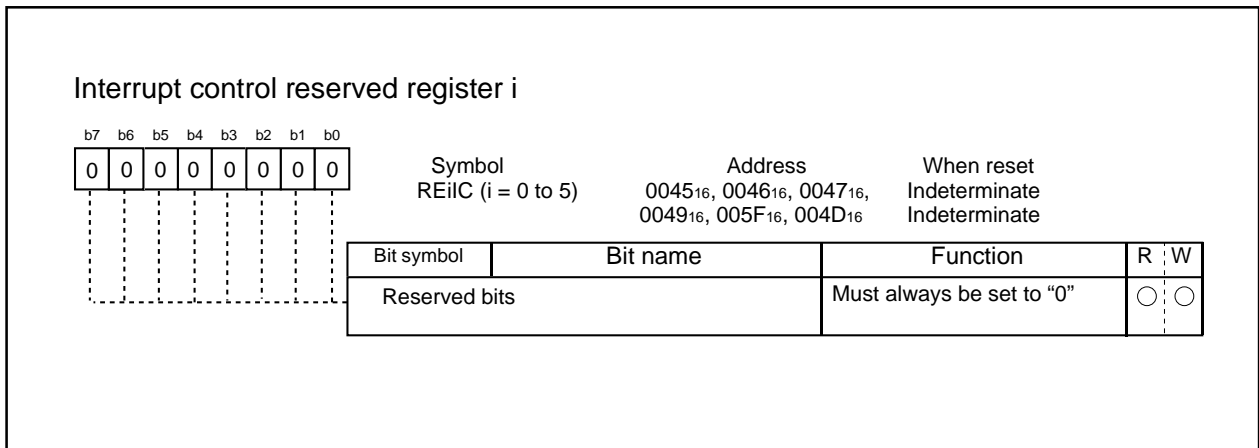 Interrupt control reserved register i
b7 b6 b5 b4 b3 b2 b1 b0
0 0 0 0 0 0 0 0
Symbol Address When reset
REiIC (i = 0 to 5) 004516, 004616, 004716, Indeterminate
004916, 005F16, 004D16 Indeterminate
Bit symbol Bit name Function R W
Reserved bits Must always be set to “0”